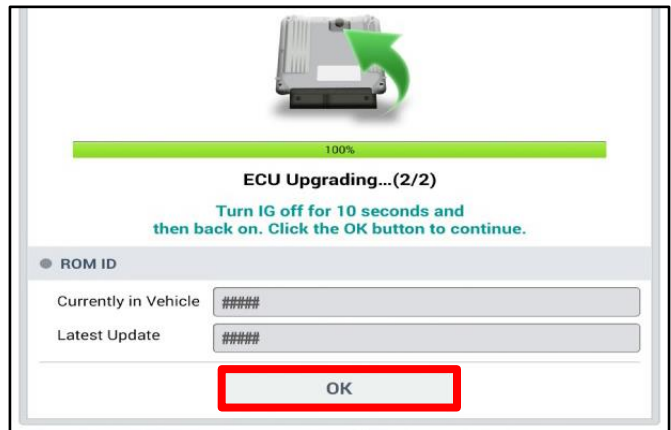 100%
ECU Upgrading...(2/2)
Turn IG off for 10 seconds and
then back on. Click the OK button to continue.
ROM ID
Currently in Vehicle #####
Latest Update #####
OK